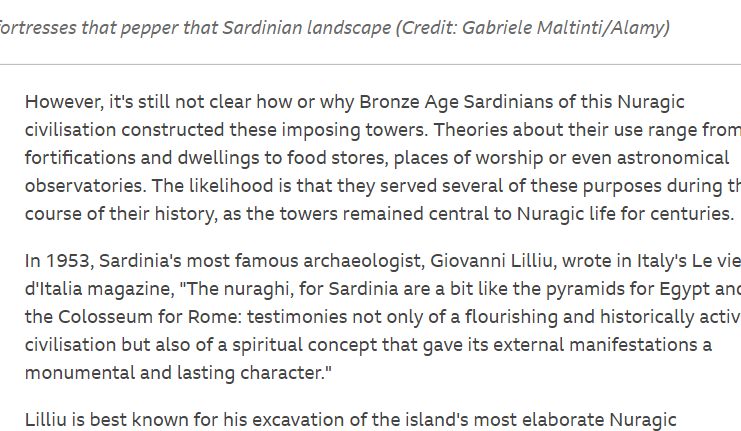 fortresses that pepper that Sardinian landscape (Credit: Gabriele Maltinti/Alamy)
However, it's still not clear how or why Bronze Age Sardinians of this Nuragic
civilisation constructed these imposing towers. Theories about their use range from
fortifications and dwellings to food stores, places of worship or even astronomical
observatories. The likelihood is that they served several of these purposes during
course of their history, as the towers remained central to Nuragic life for centuries.
In 1953, Sardinia's most famous archaeologist, Giovanni Lilliu, wrote in Italy's Le
d'Italia magazine, "The nuraghi, for Sardinia are a bit like the pyramids for Egypt and
the Colosseum for Rome: testimonies not only of a flourishing and historically
civilisation but also of a spiritual concept that gave its external manifestations a
monumental and lasting character."
Lilliu is best known for his excavation of the island's most elaborate Nuragic